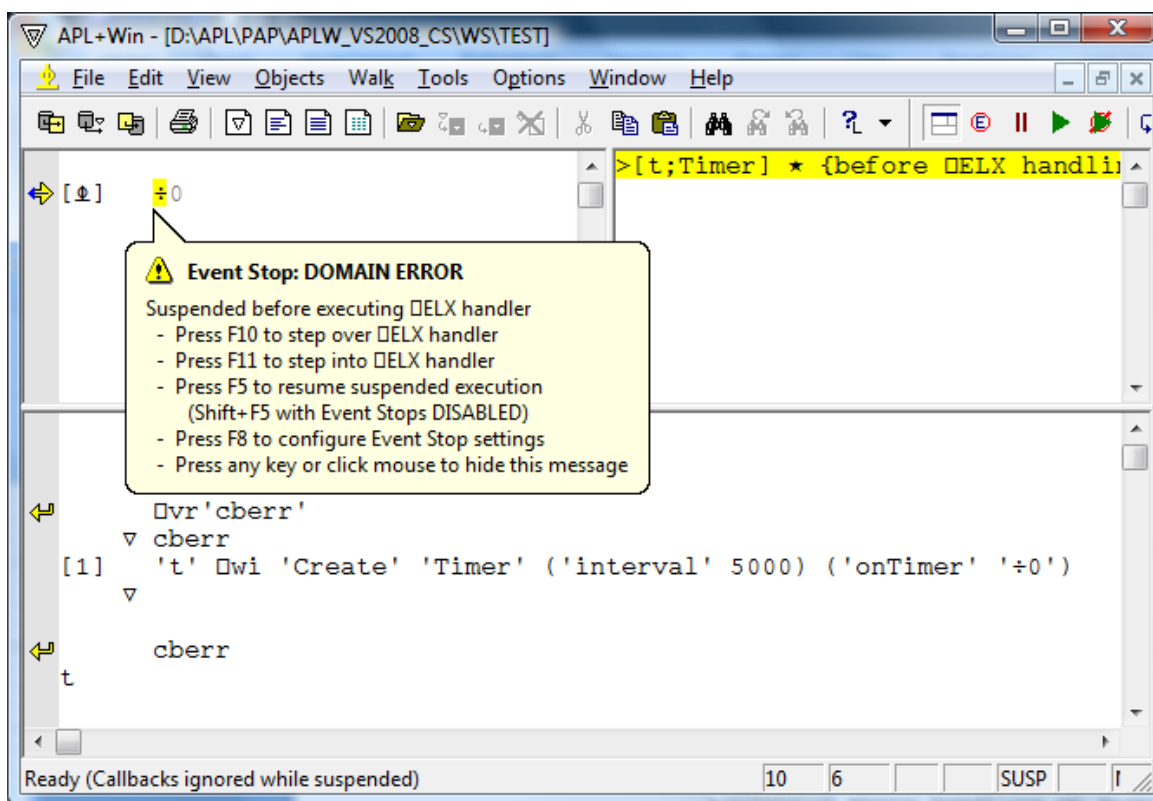 APL+Win - [D:\APL\PAP\APLW_VS2008_CS\WS\TEST]
File Edit View Objects Walk Tools Options Window Help
>[t;Timer] ★ {before ⎕ELX handlin
[⍎] ÷0
Event Stop: DOMAIN ERROR
Suspended before executing ⎕ELX handler
- Press F10 to step over ⎕ELX handler
- Press F11 to step into ⎕ELX handler
- Press F5 to resume suspended execution
(Shift+F5 with Event Stops DISABLED)
- Press F8 to configure Event Stop settings
- Press any key or click mouse to hide this message
⎕vr'cberr'
∇ cberr
[1] 't' ⎕wi 'Create' 'Timer' ('interval' 5000) ('onTimer' '÷0')
∇
cberr
t
Ready (Callbacks ignored while suspended) 10 6 SUSP